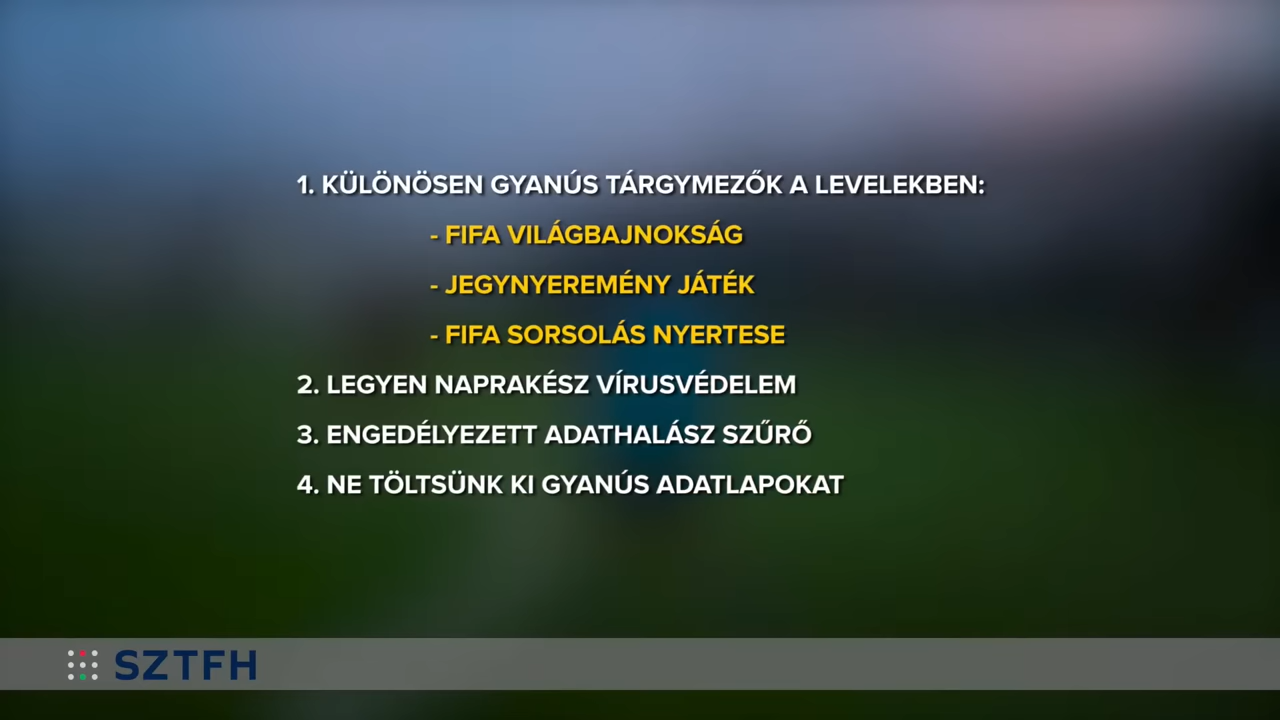 1. KÜLÖNÖSEN GYANÚS TÁRGYMEZŐK A LEVELEKBEN:
- FIFA VILÁGBAJNOKSÁG
- JEGYNYEREMÉNY JÁTÉK
- FIFA SORSOLÁS NYERTESE
2. LEGYEN NAPRAKÉSZ VÍRUSVÉDELEM
3. ENGEDÉLYEZETT ADATHALÁSZ SZŰRŐ
4. NE TÖLTSÜNK KI GYANÚS ADATLAPOKAT
SZTFH